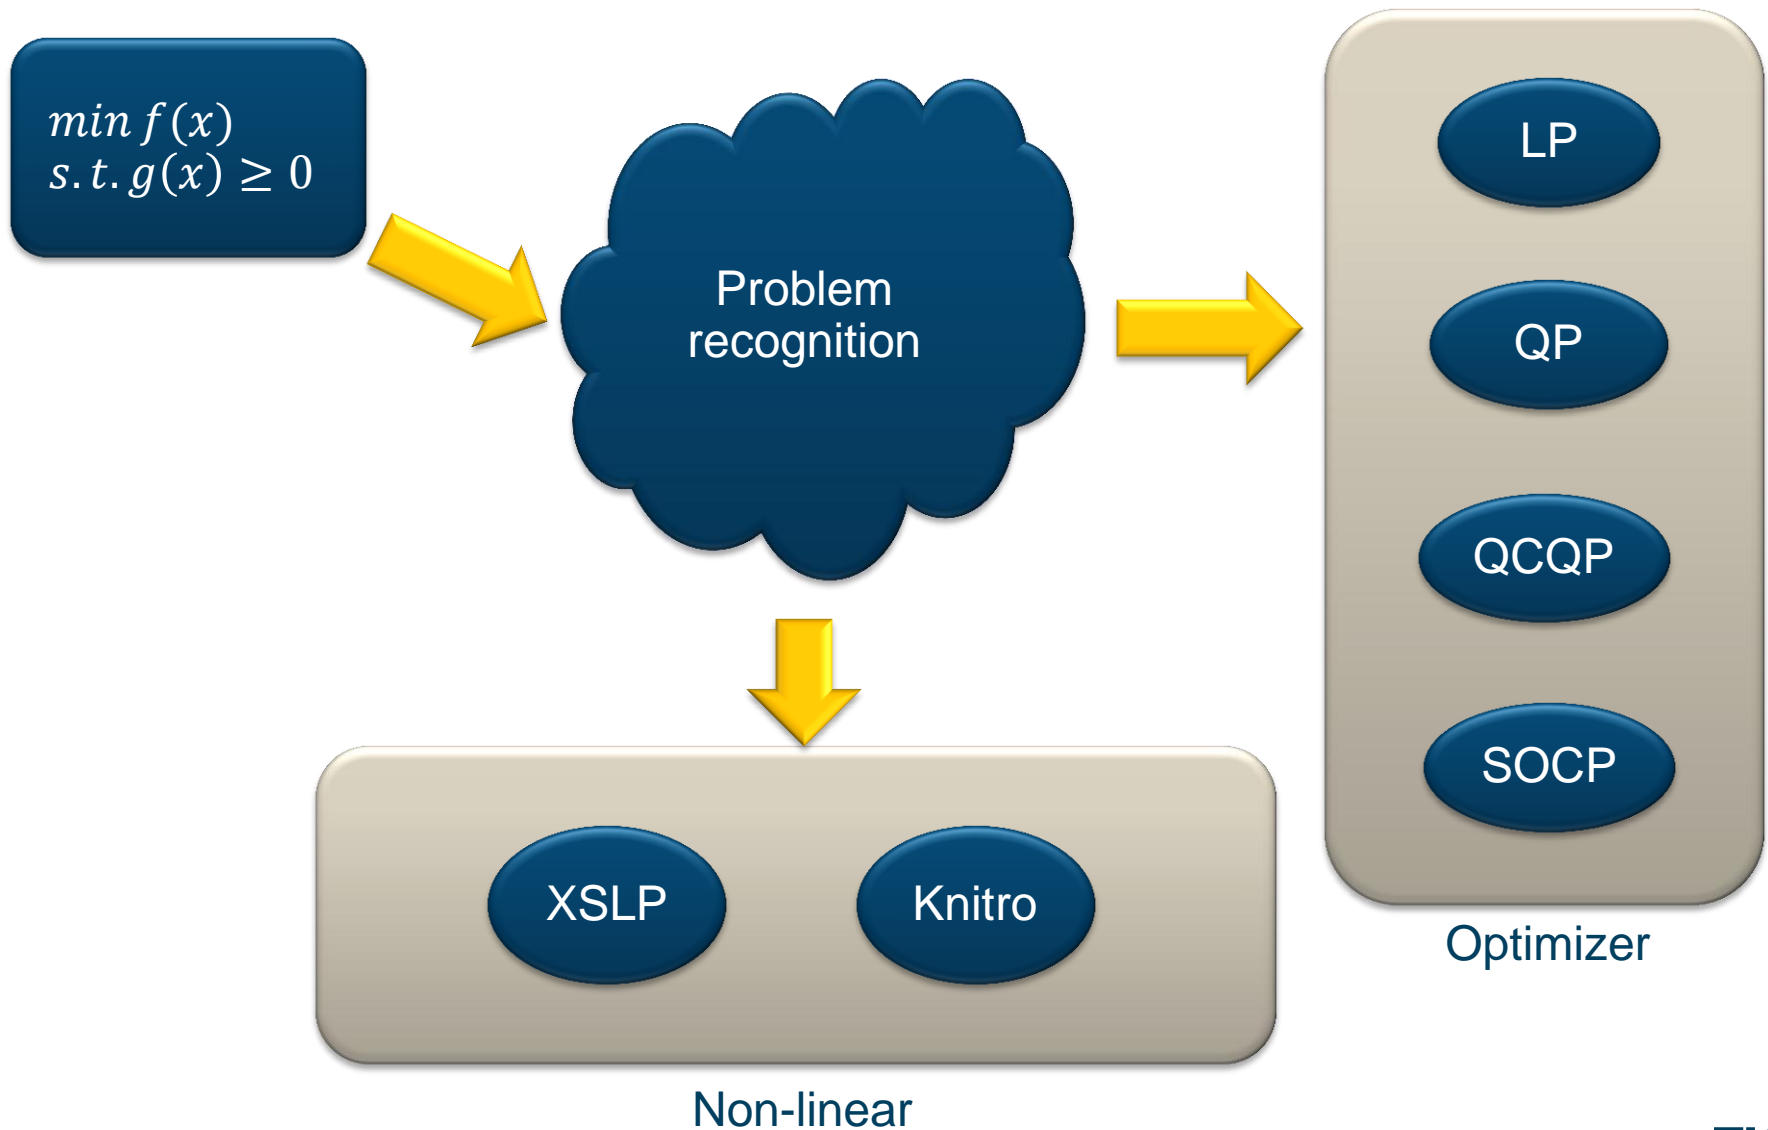 min f(x)
s.t. g(x) ≥ 0
Problem
recognition
LP
QP
QCQP
SOCP
Optimizer
XSLP
Knitro
Non-linear